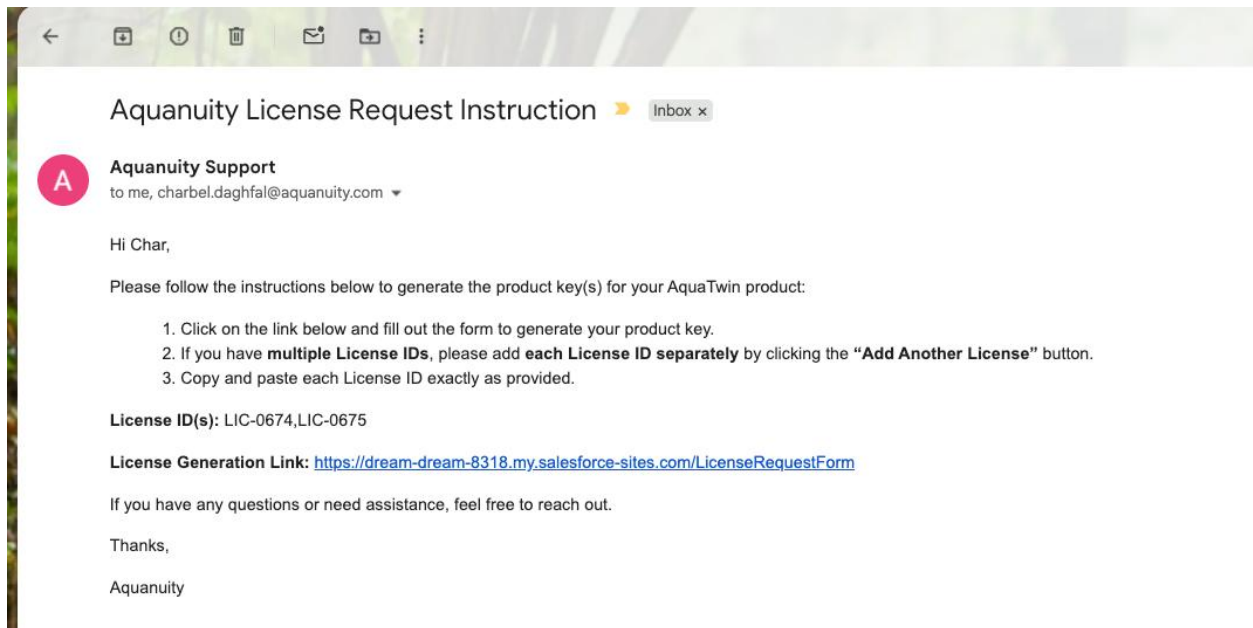 Aquanuity License Request Instruction Inbox x
A
Aquanuity Support
to me, charbel.daghfal@aquanuity.com
Hi Char,
Please follow the instructions below to generate the product key(s) for your AquaTwin product:
1. Click on the link below and fill out the form to generate your product key.
2. If you have multiple License IDs, please add each License ID separately by clicking the “Add Another License” button.
3. Copy and paste each License ID exactly as provided.
License ID(s): LIC-0674,LIC-0675
License Generation Link: https://dream-dream-8318.my.salesforce-sites.com/LicenseRequestForm
If you have any questions or need assistance, feel free to reach out.
Thanks,
Aquanuity